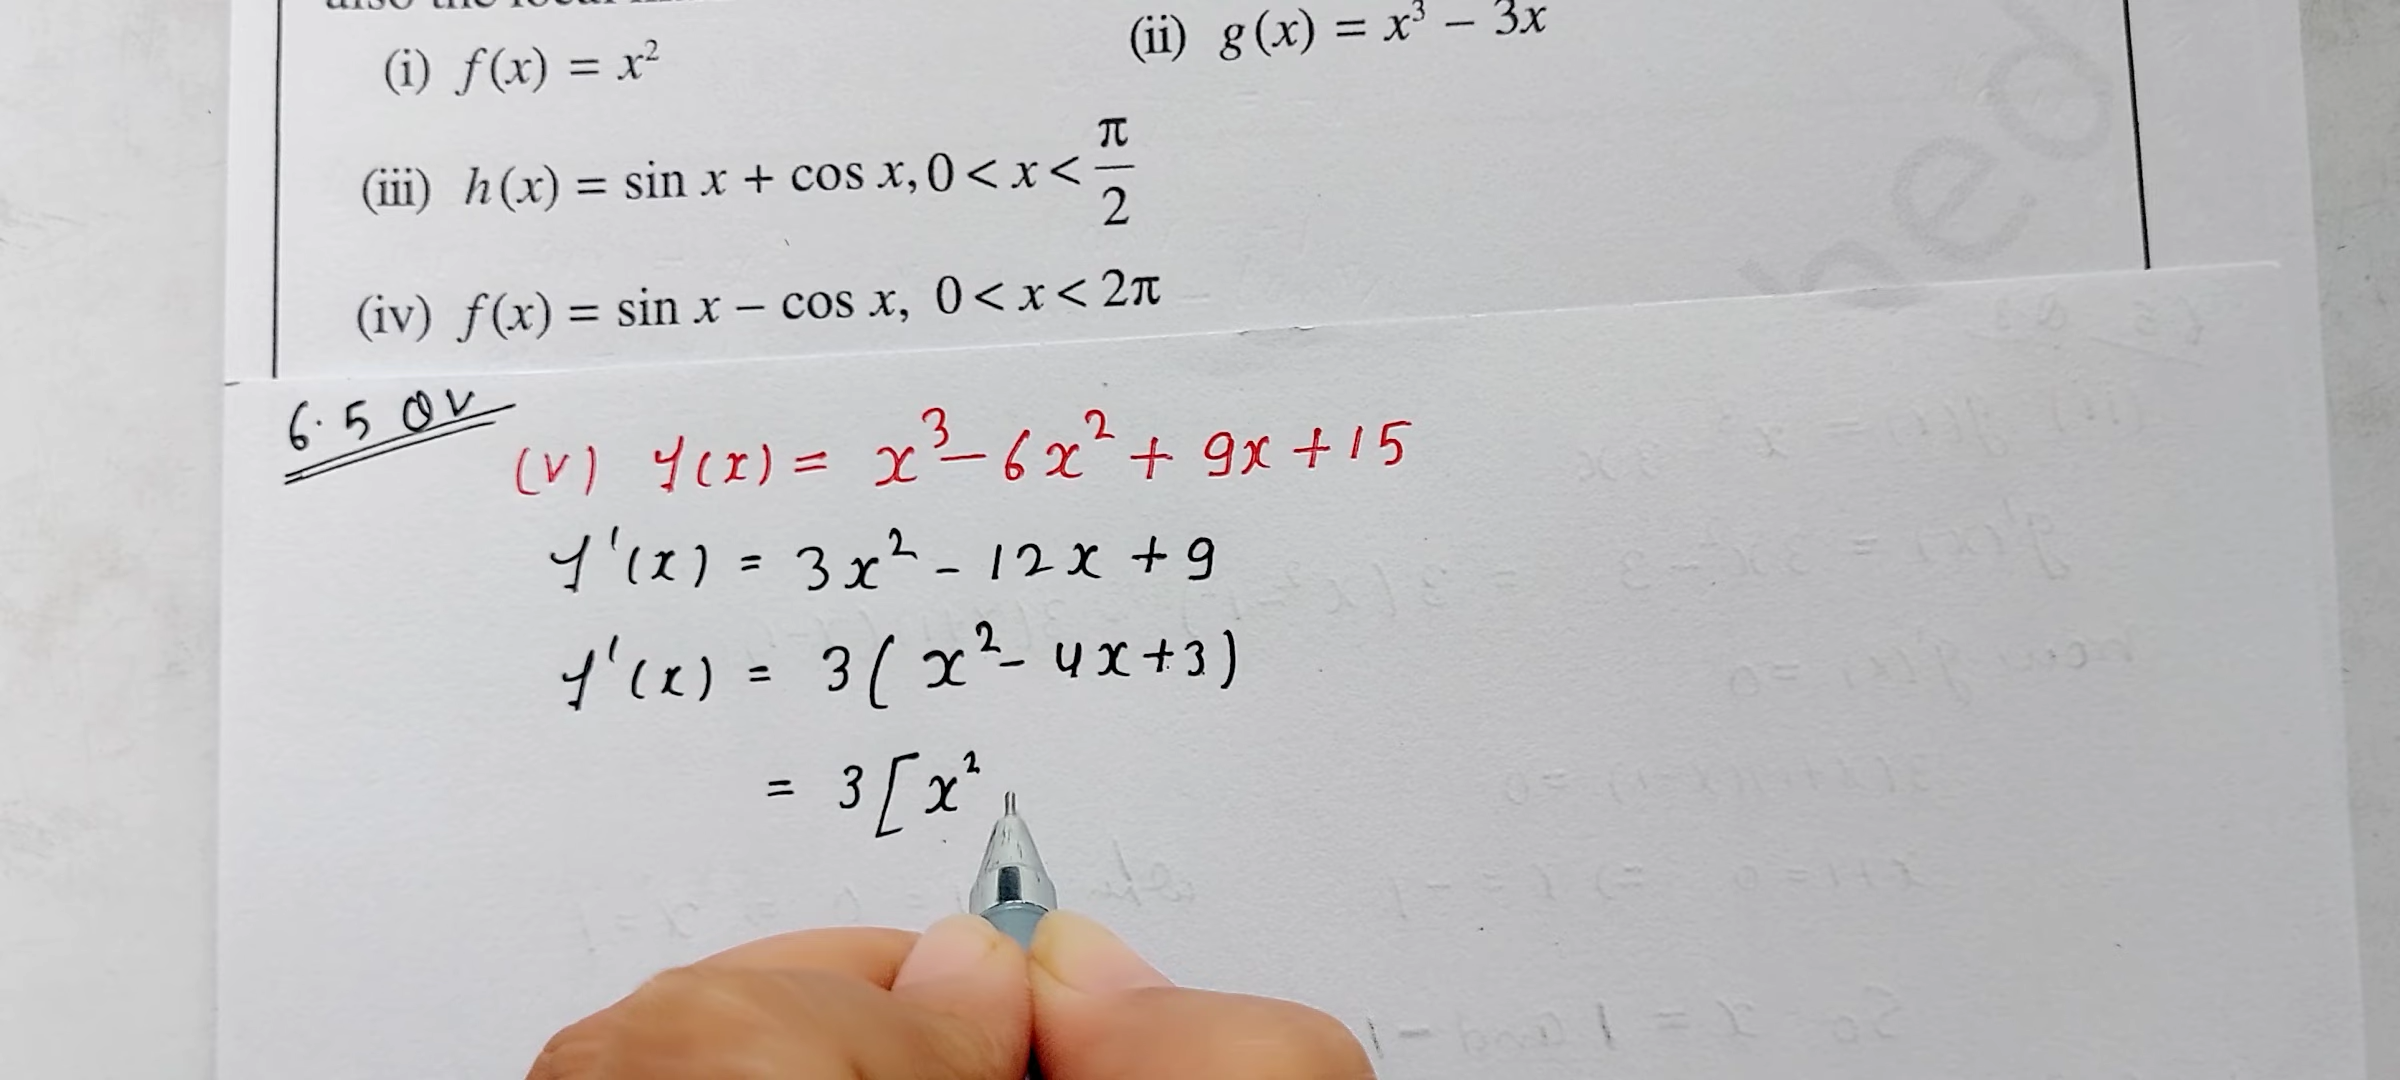 (i) f(x) = x²
(ii) g(x) = x³ – 3x
(iii) h(x) = sin x + cos x, 0 < x < π/2
(iv) f(x) = sin x – cos x, 0 < x < 2π
6.5 Q V
(v) f(x) = x³ - 6x² + 9x + 15
f'(x) = 3x² - 12x + 9
f'(x) = 3(x² - 4x + 3)
= 3[x²